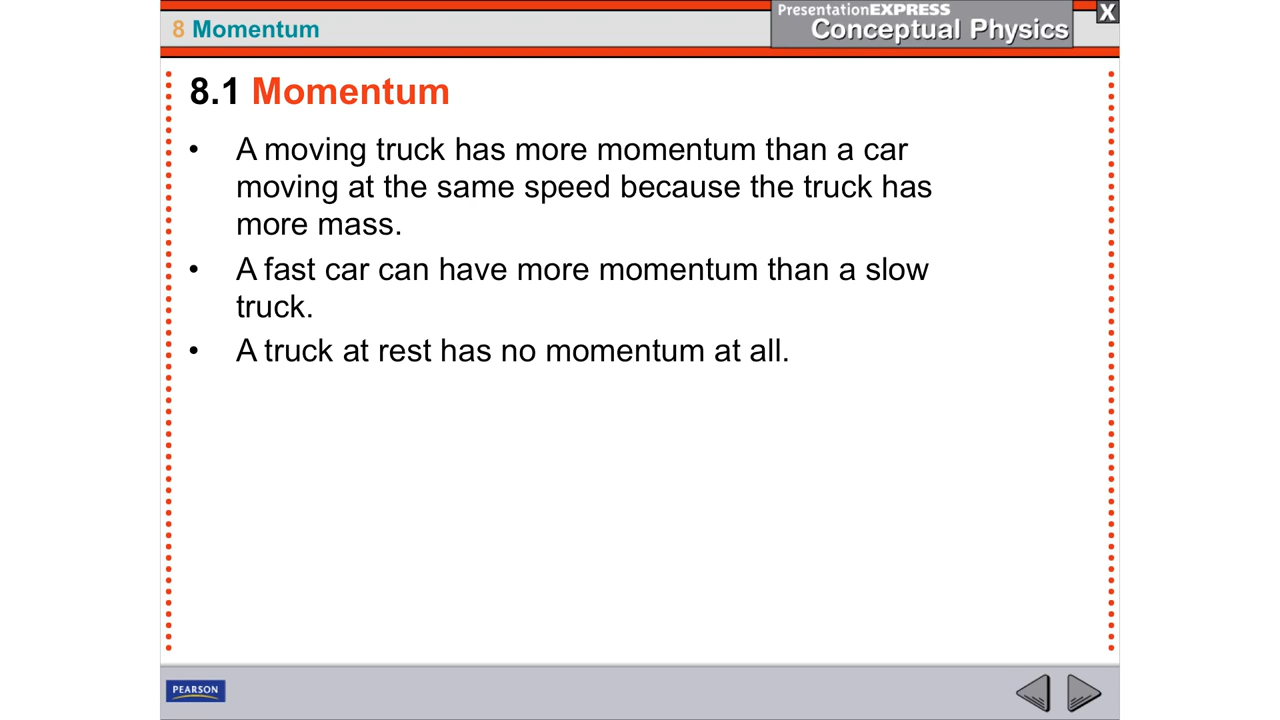 8 Momentum
PresentationEXPRESS
Conceptual Physics
X
8.1 Momentum
• A moving truck has more momentum than a car
moving at the same speed because the truck has
more mass.
• A fast car can have more momentum than a slow
truck.
• A truck at rest has no momentum at all.
PEARSON